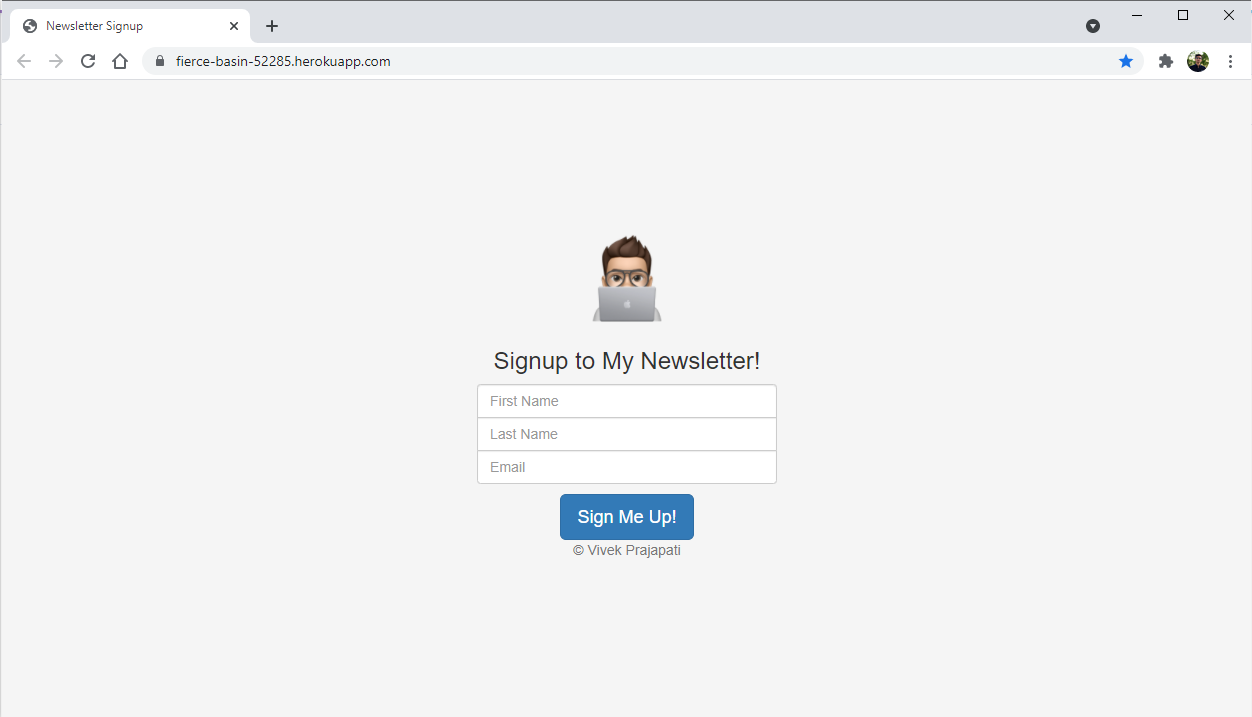 Newsletter Signup
fierce-basin-52285.herokuapp.com
Signup to My Newsletter!
First Name
Last Name
Email
Sign Me Up!
© Vivek Prajapati